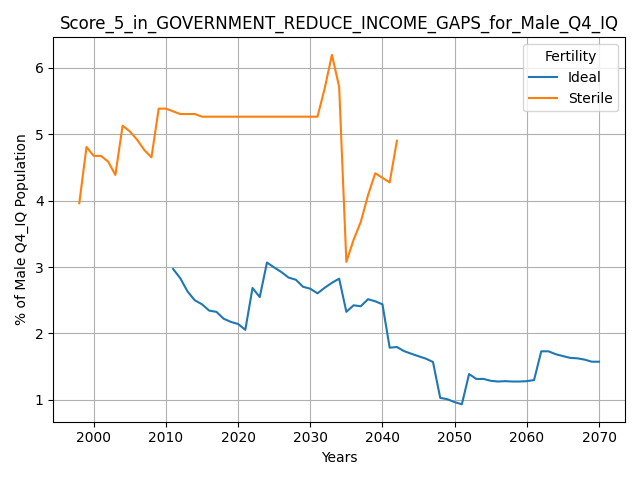 Score_5_in_GOVERNMENT_REDUCE_INCOME_GAPS_for_Male_Q4_IQ
Fertility
Ideal
Sterile
% of Male Q4_IQ Population
6
5
4
3
2
1
2000 2010 2020 2030 2040 2050 2060 2070
Years